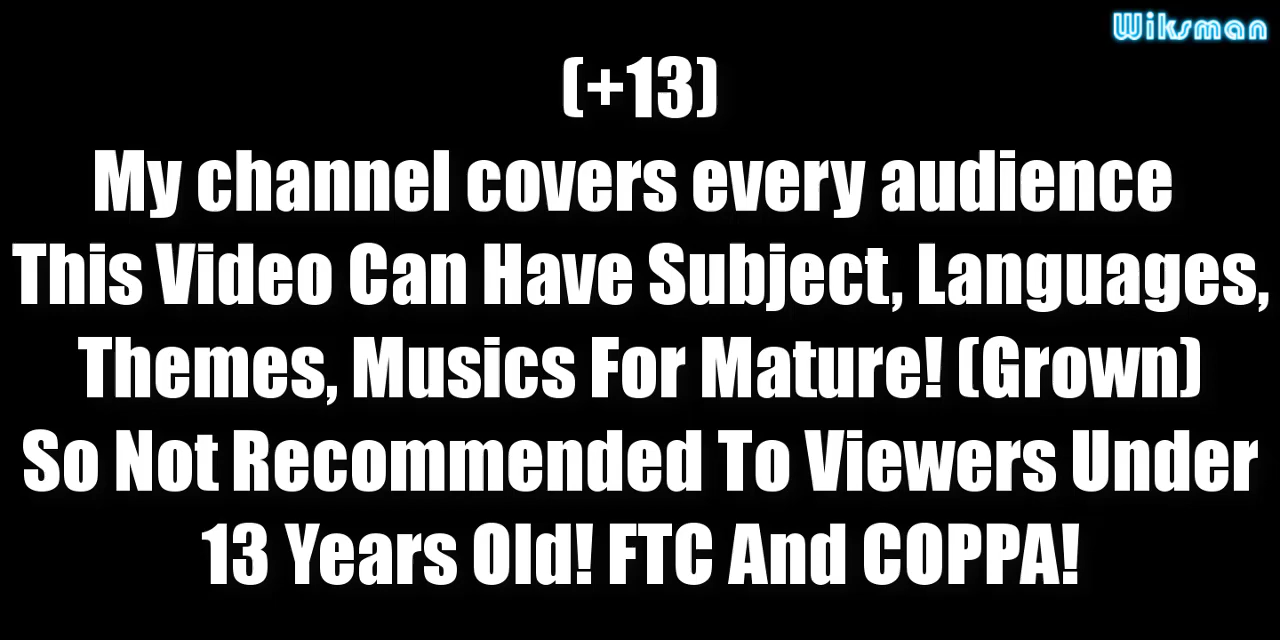 Wiksman
(+13)
My channel covers every audience
This Video Can Have Subject, Languages,
Themes, Musics For Mature! (Grown)
So Not Recommended To Viewers Under
13 Years Old! FTC And COPPA!